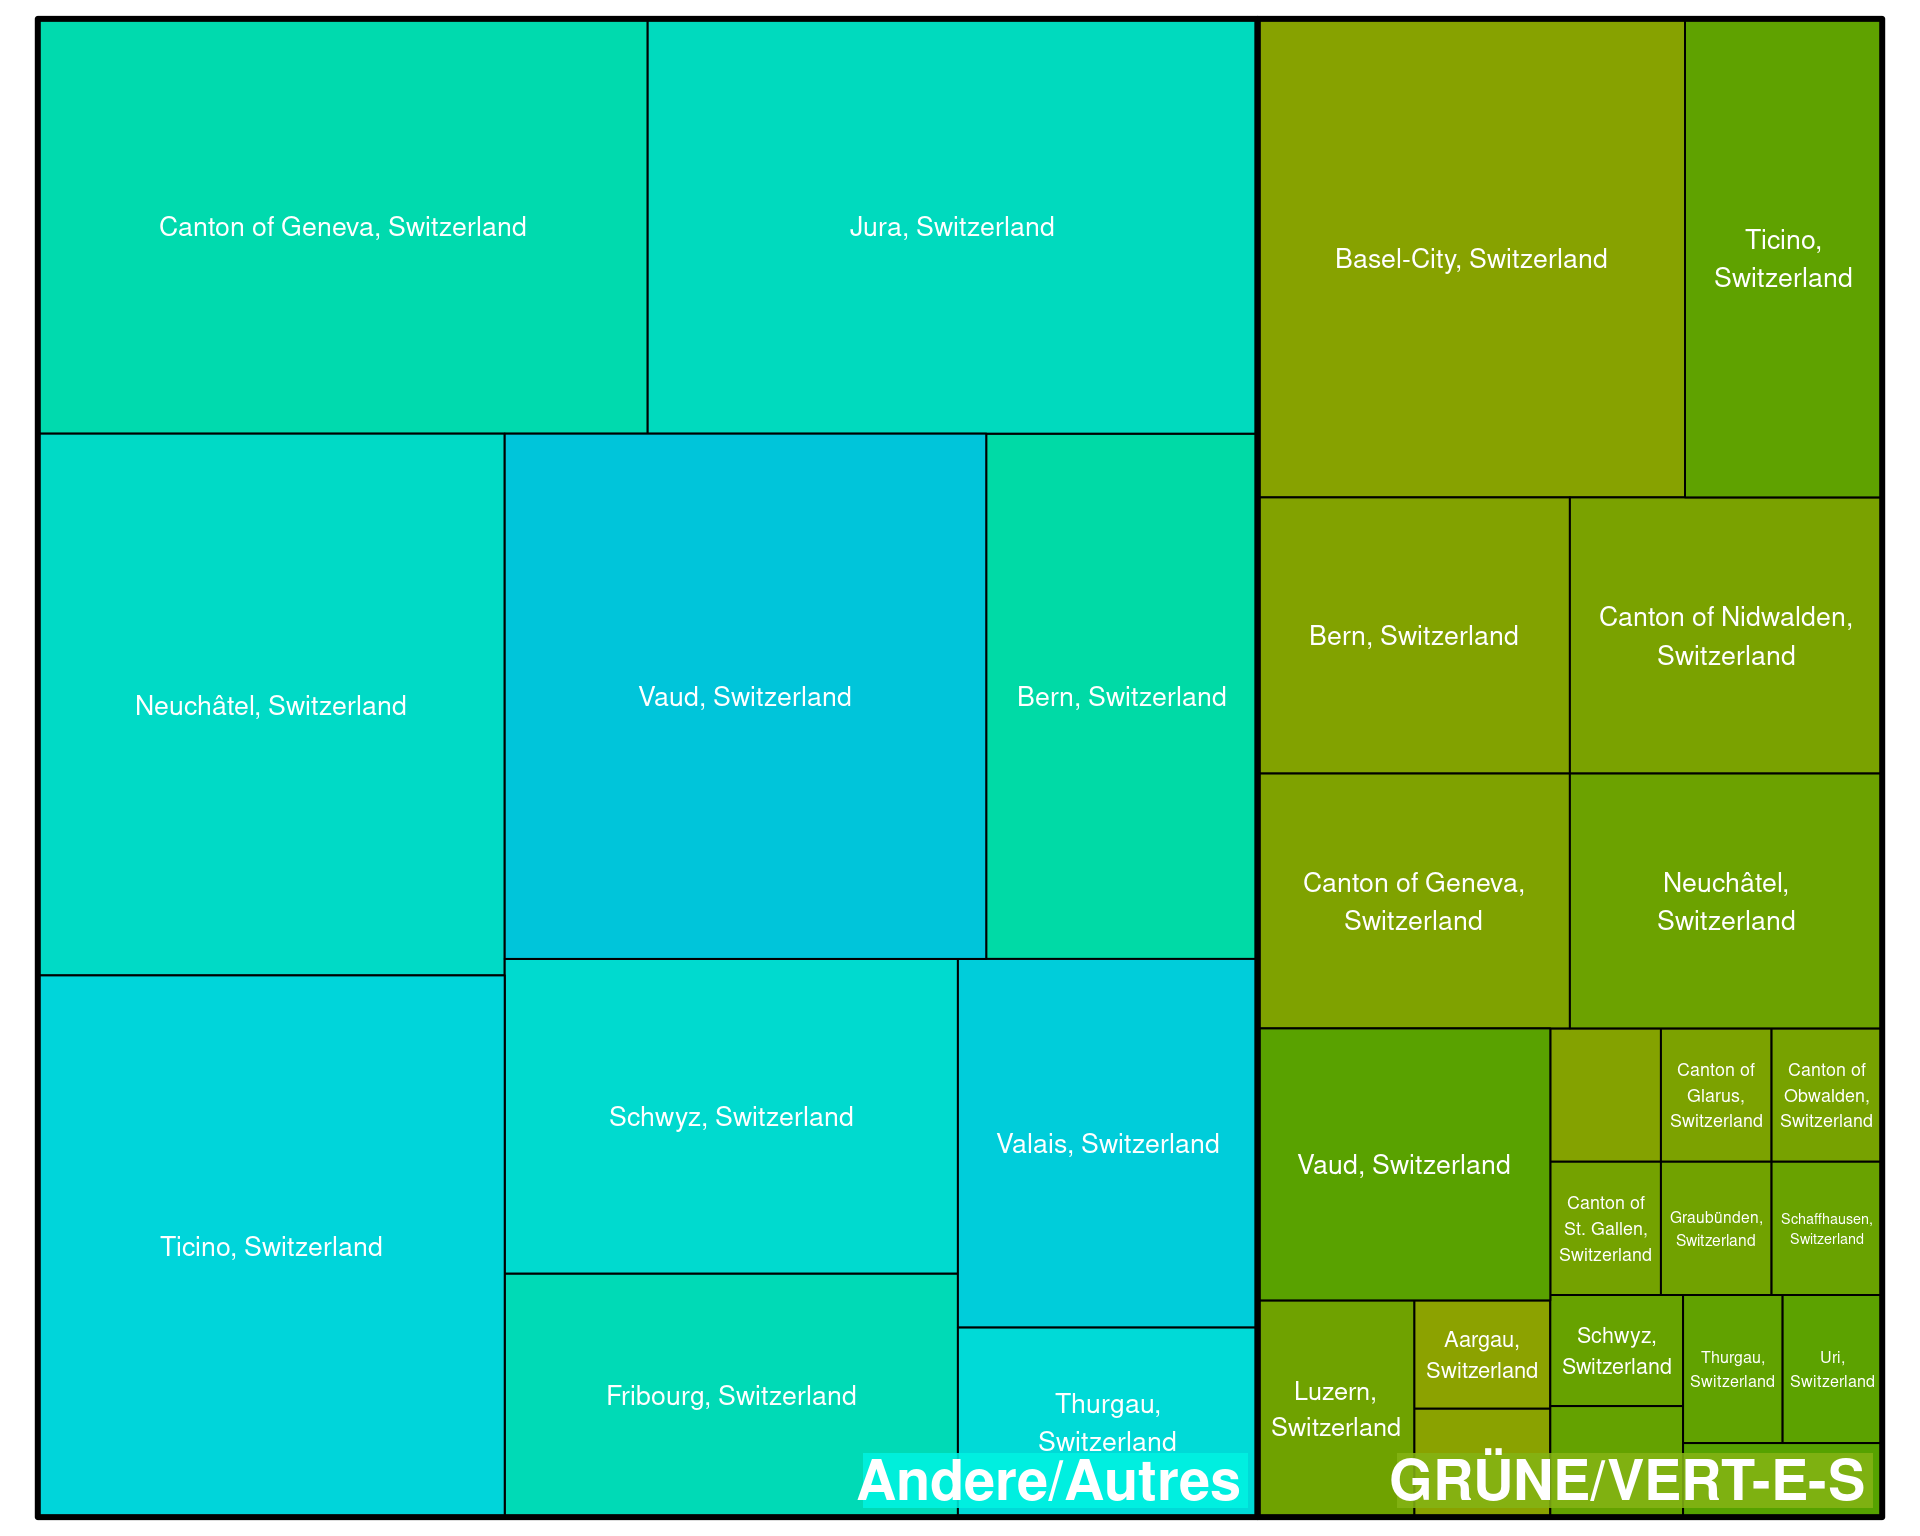 Canton of Geneva, Switzerland
Jura, Switzerland
Neuchâtel, Switzerland
Vaud, Switzerland
Bern, Switzerland
Ticino, Switzerland
Schwyz, Switzerland
Valais, Switzerland
Fribourg, Switzerland
Thurgau,
Switzerland
Andere/Autres
Basel-City, Switzerland
Ticino,
Switzerland
Bern, Switzerland
Canton of Nidwalden,
Switzerland
Canton of Geneva,
Switzerland
Neuchâtel,
Switzerland
Vaud, Switzerland
Canton of
Glarus,
Switzerland
Canton of
Obwalden,
Switzerland
Canton of
St. Gallen,
Switzerland
Graubünden,
Switzerland
Schaffhausen,
Switzerland
Luzern,
Switzerland
Aargau,
Switzerland
Schwyz,
Switzerland
Thurgau,
Switzerland
Uri,
Switzerland
GRÜNE/VERT-E-S